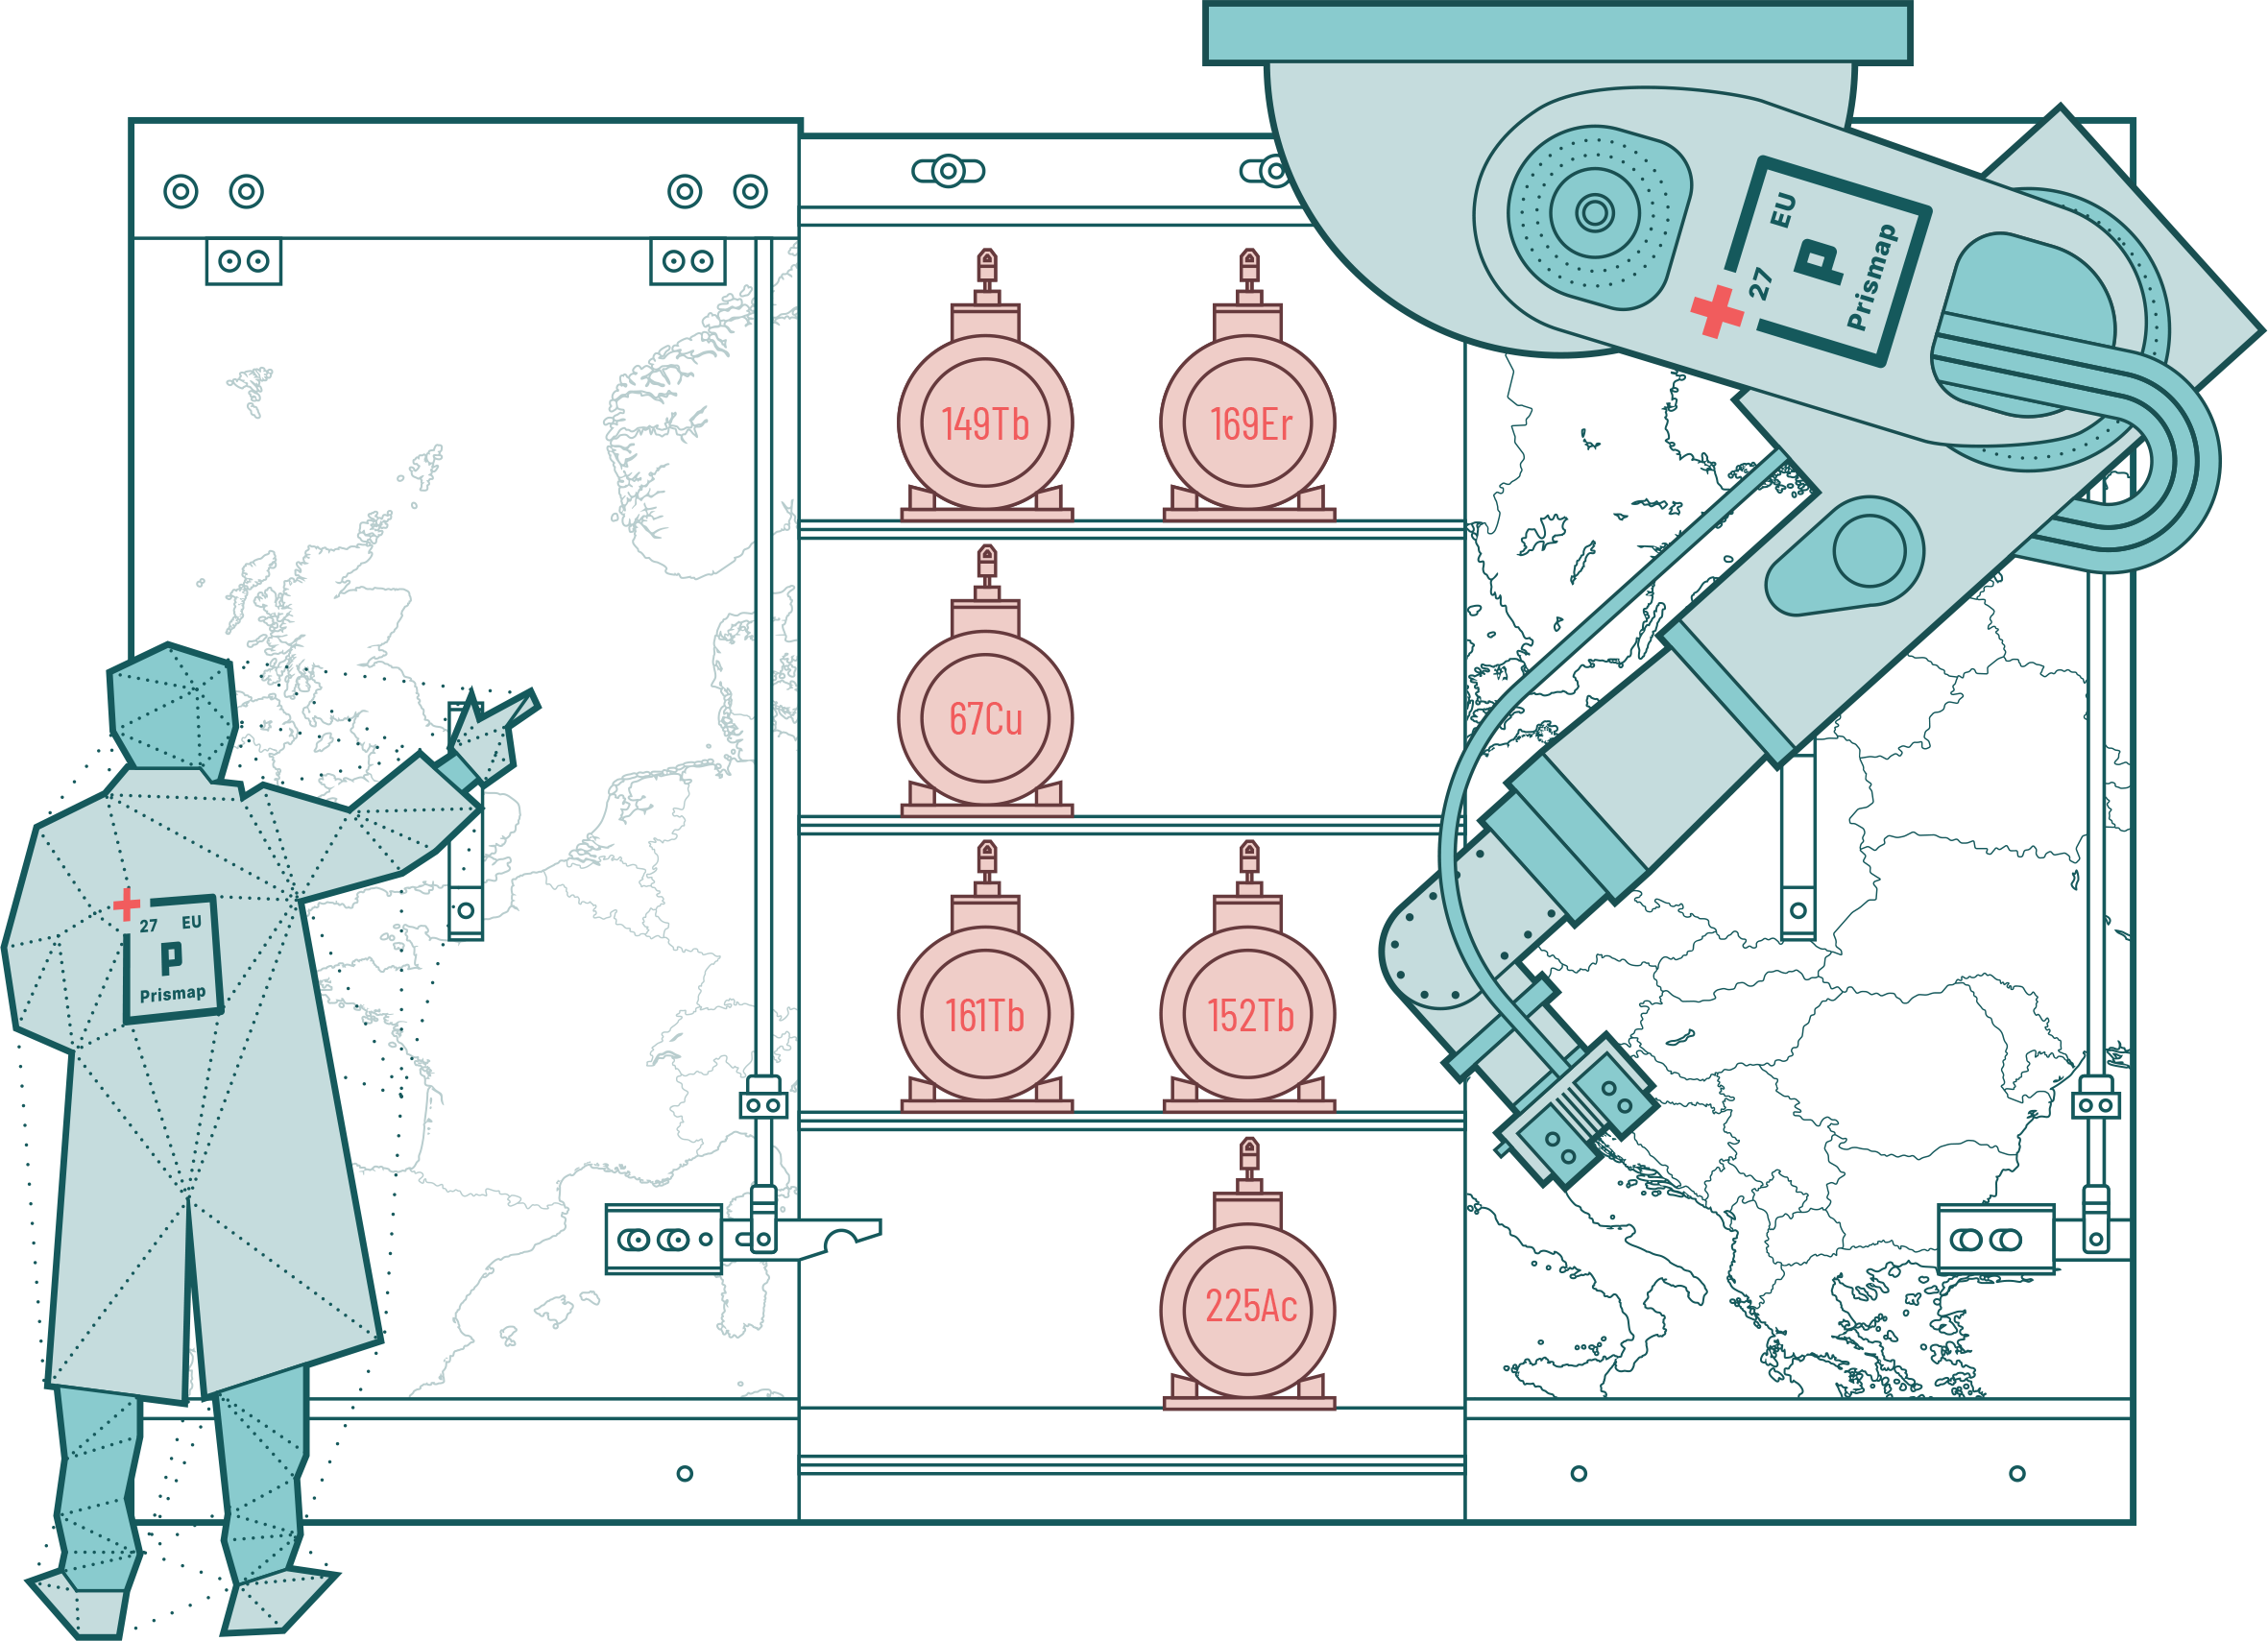 EU
27
P
Prismap
149Tb
169Er
67Cu
161Tb
152Tb
225Ac
27 EU
P
Prismap